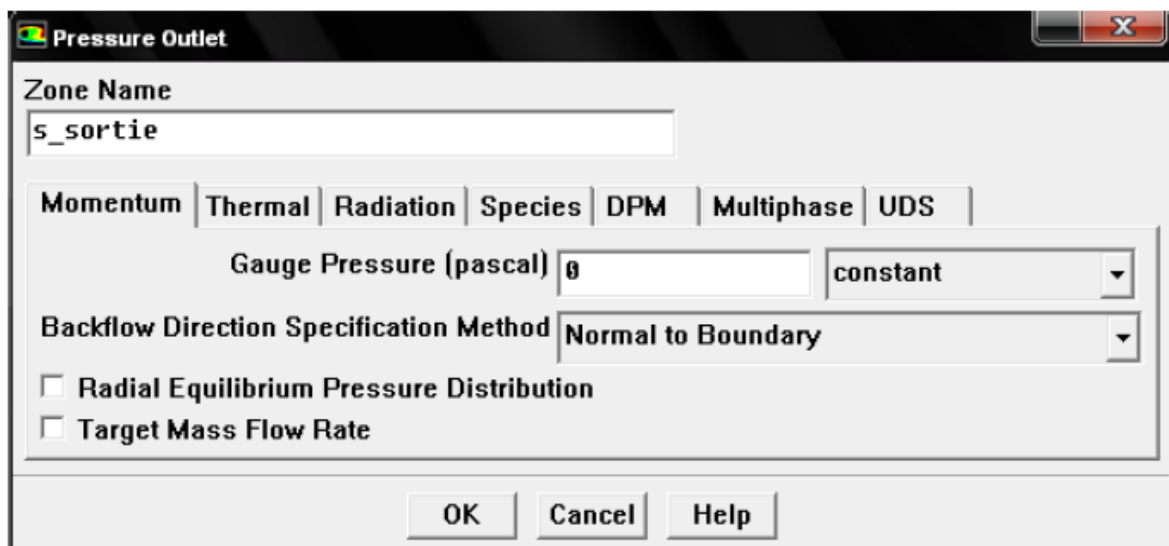 Pressure Outlet
X
Zone Name
s_sortie
Momentum Thermal Radiation Species DPM Multiphase UDS
Gauge Pressure (pascal) 0 constant
Backflow Direction Specification Method Normal to Boundary
Radial Equilibrium Pressure Distribution
Target Mass Flow Rate
OK Cancel Help